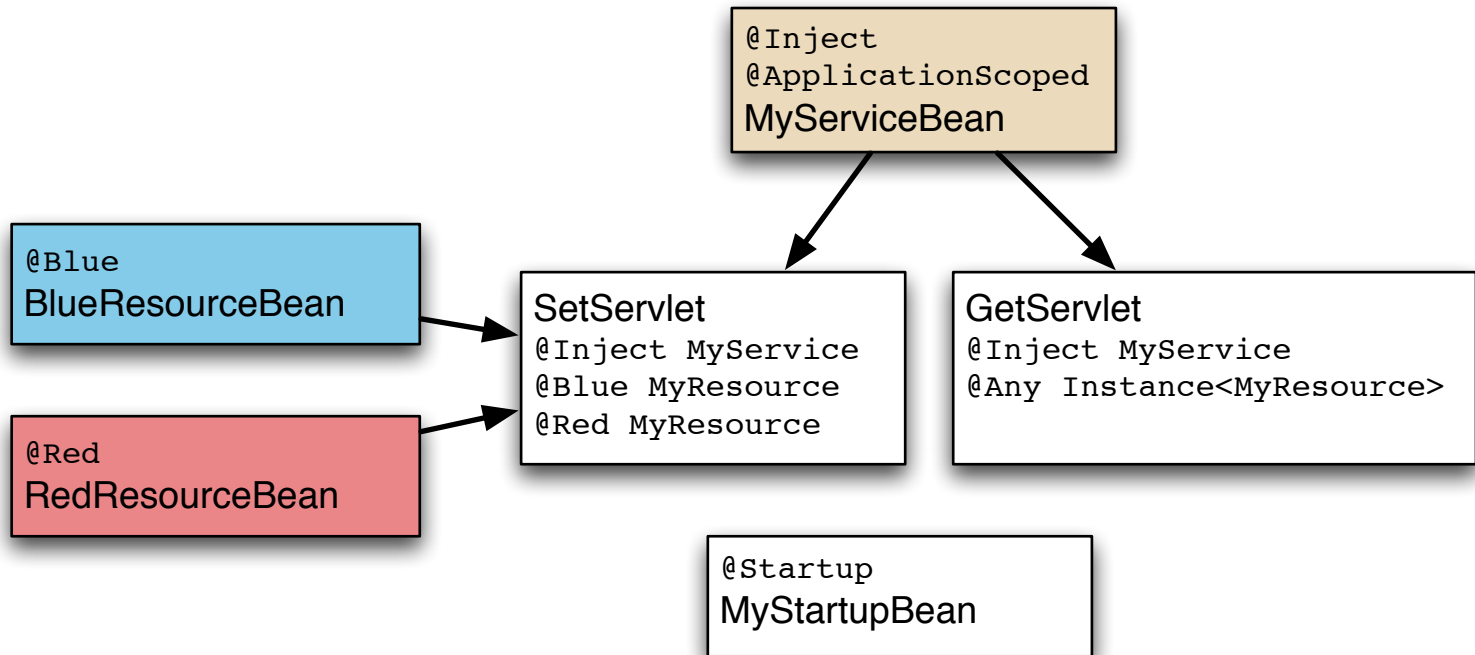 @Inject
@ApplicationScoped
MyServiceBean
@Blue
BlueResourceBean
@Red
RedResourceBean
SetServlet
@Inject MyService
@Blue MyResource
@Red MyResource
GetServlet
@Inject MyService
@Any Instance<MyResource>
@Startup
MyStartupBean